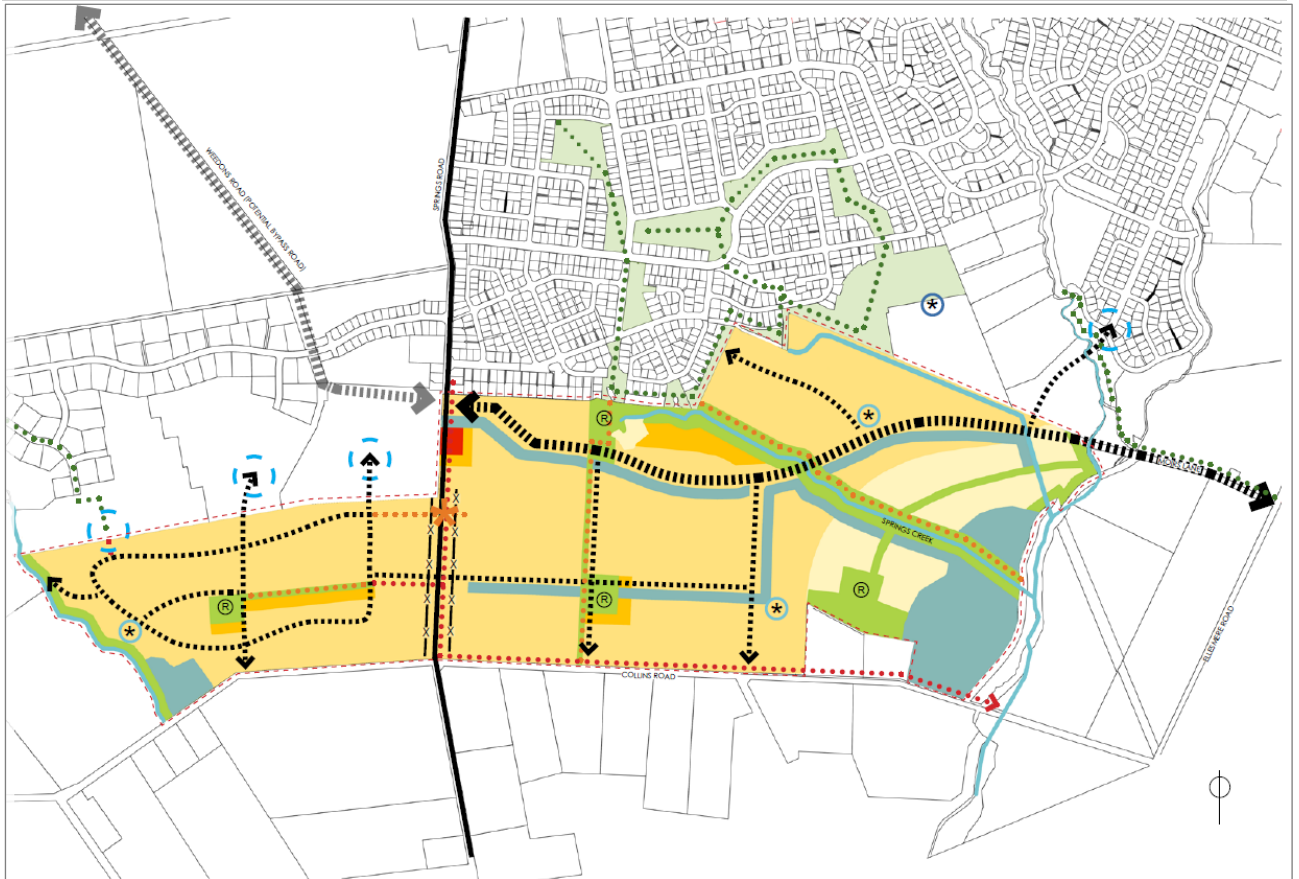 WEEDONS ROAD (POTENTIAL BYPASS ROAD)
SPRINGS ROAD
R
SPRINGS CREEK
R
R
R
COLLINS ROAD
ELLESMERE ROAD